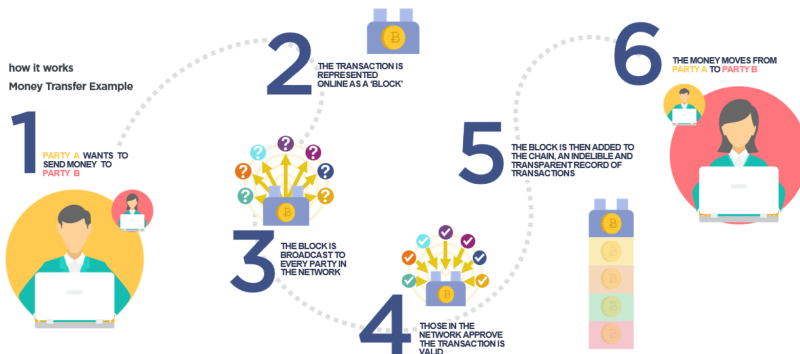 how it works
Money Transfer Example
1
PARTY A WANTS TO
SEND MONEY TO
PARTY B
2
THE TRANSACTION IS
REPRESENTED
ONLINE AS A ‘BLOCK’
3
THE BLOCK IS
BROADCAST TO
EVERY PARTY IN
THE NETWORK
4
THOSE IN THE
NETWORK APPROVE
THE TRANSACTION IS
VALID
5
THE BLOCK IS THEN ADDED TO
THE CHAIN, AN INDELIBLE AND
TRANSPARENT RECORD OF
TRANSACTIONS
6
THE MONEY MOVES FROM
PARTY A TO PARTY B